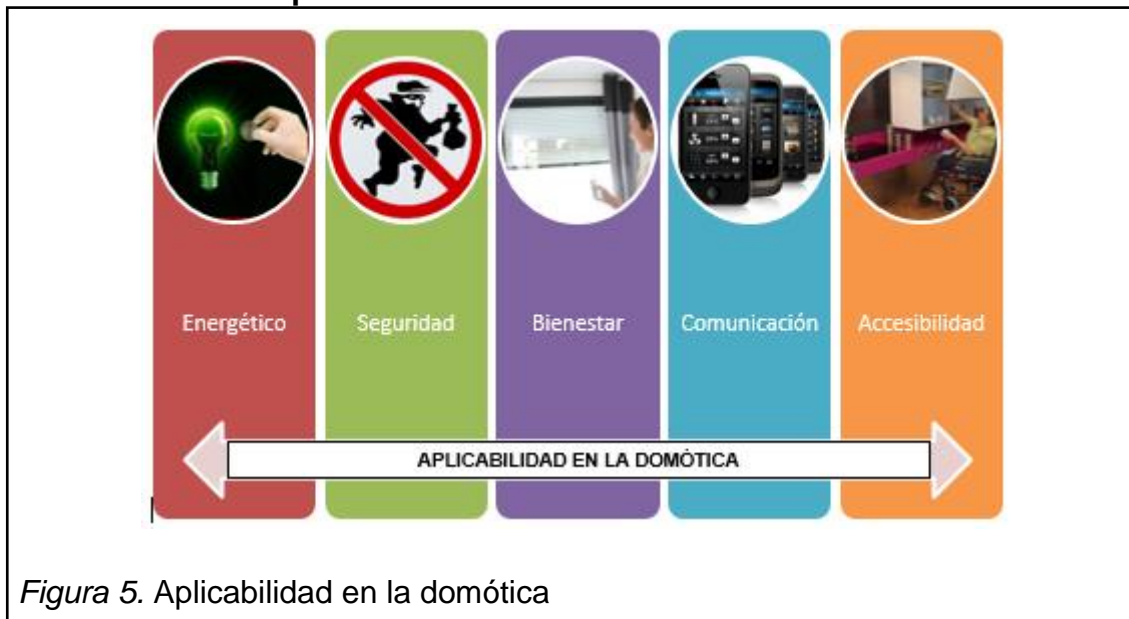 Energético
Seguridad
Bienestar
Comunicación
Accesibilidad
APLICABILIDAD EN LA DOMÓTICA
Figura 5. Aplicabilidad en la domótica